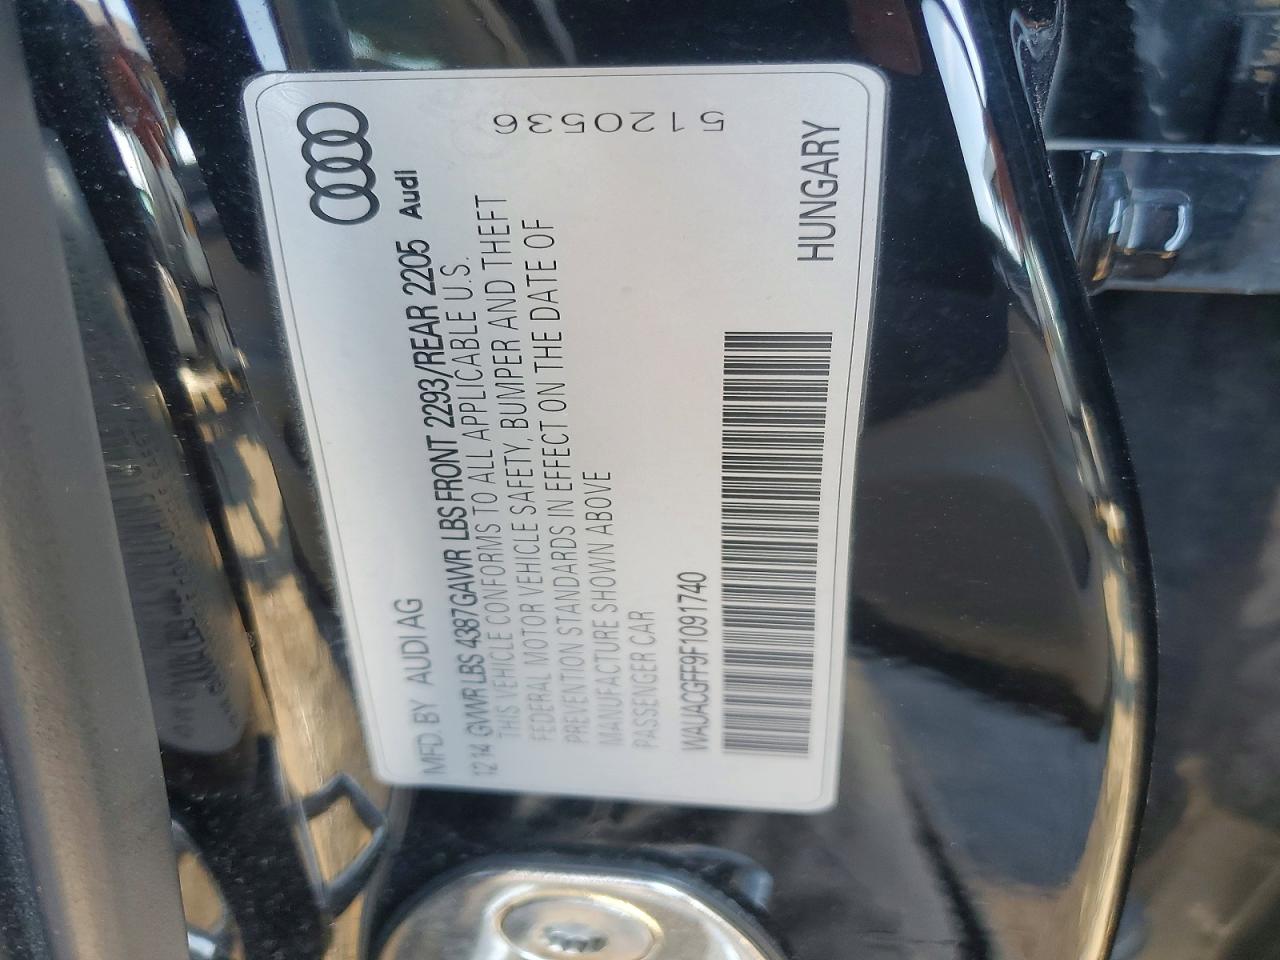 MFD. BY AUDI AG
12 14 GVWR LBS 4387 GAWR LBS FRONT 2293/REAR 2205 Audi
THIS VEHICLE CONFORMS TO ALL APPLICABLE U.S.
FEDERAL MOTOR VEHICLE SAFETY, BUMPER AND THEFT
PREVENTION STANDARDS IN EFFECT ON THE DATE OF
MANUFACTURE SHOWN ABOVE
PASSENGER CAR
WAUACGFF9F1091740
HUNGARY
5120536